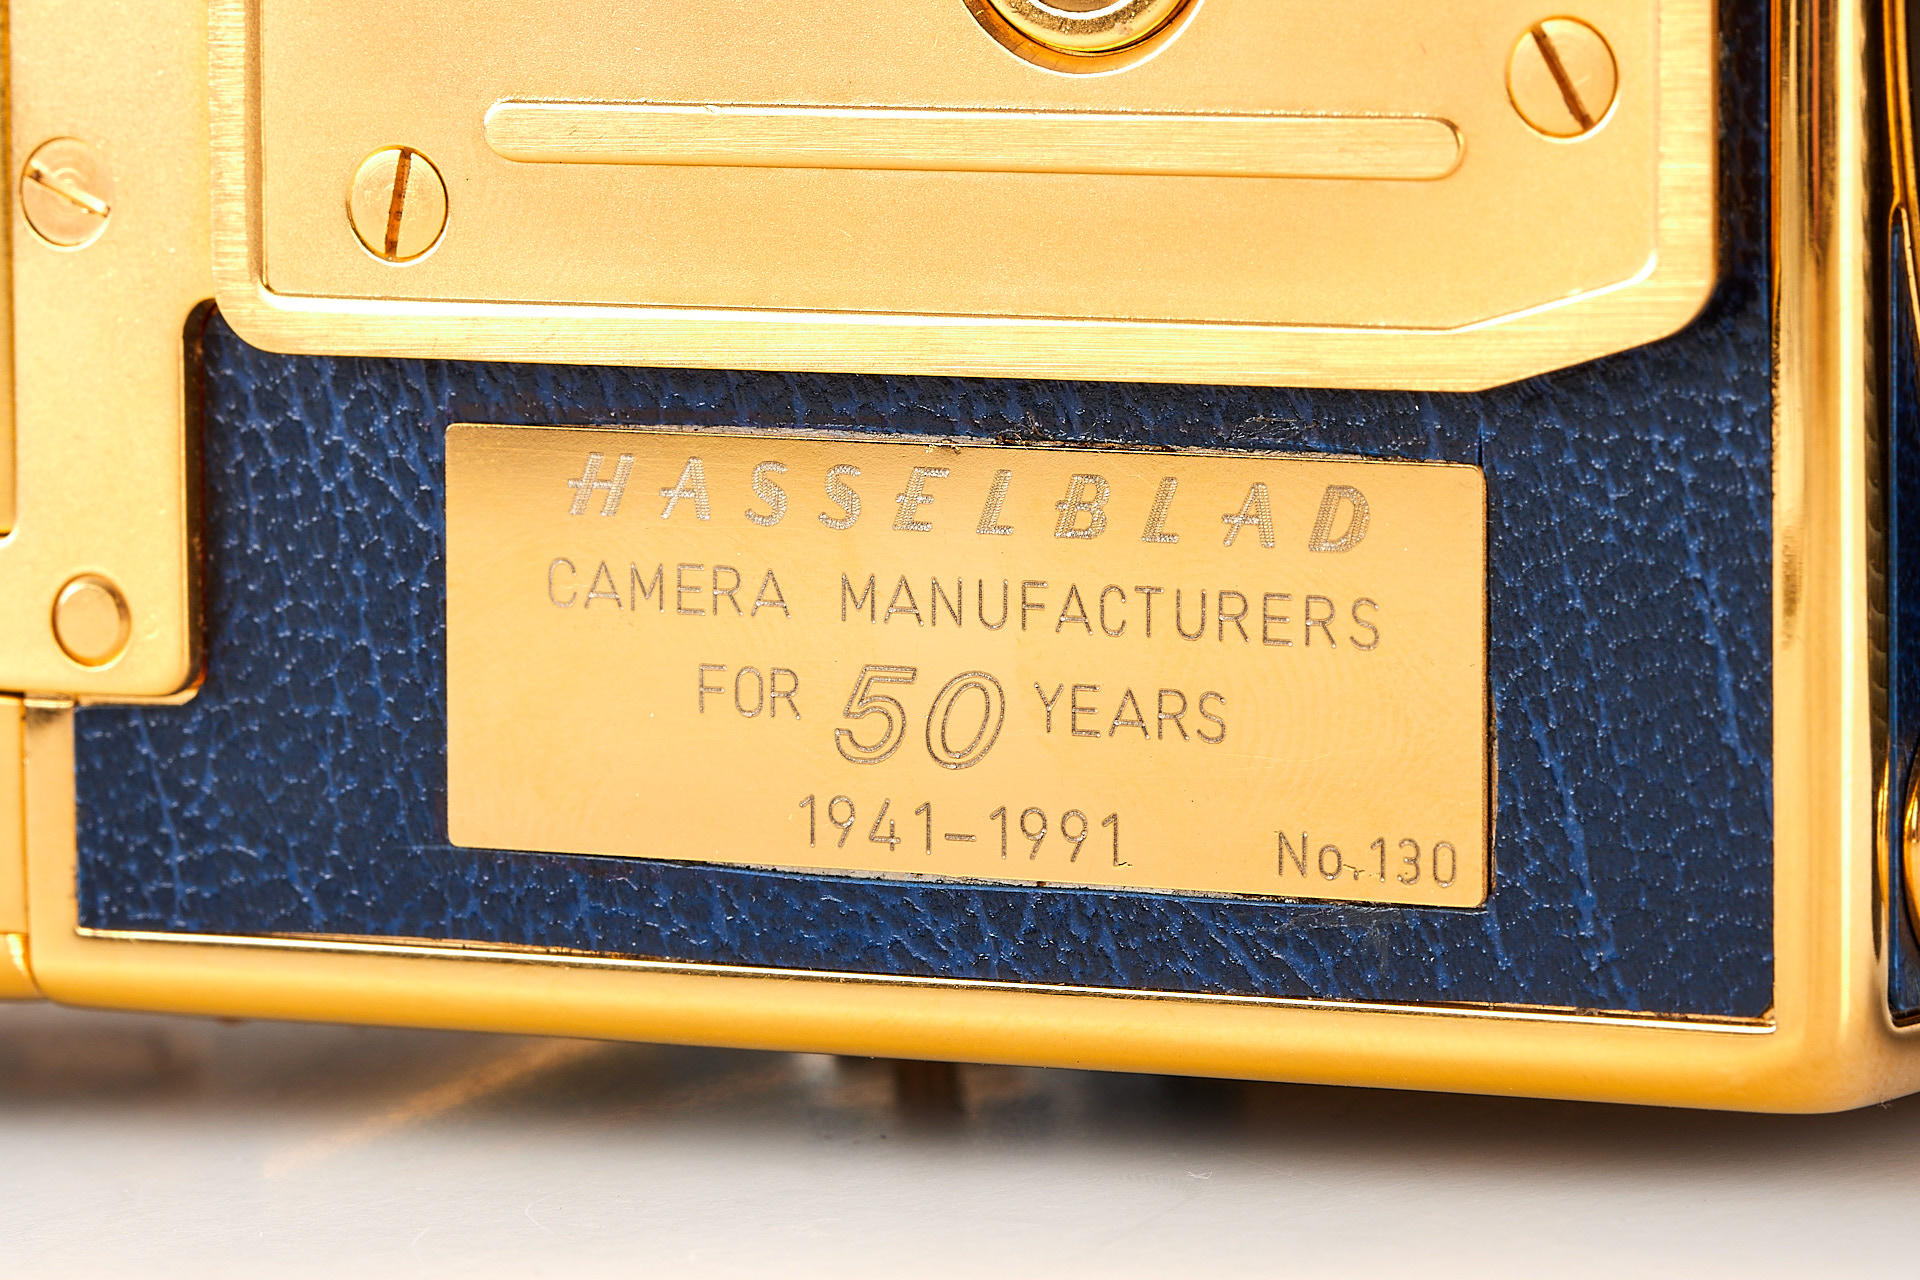 HASSELBLAD
CAMERA MANUFACTURERS
FOR 50 YEARS
1941-1991
No.130